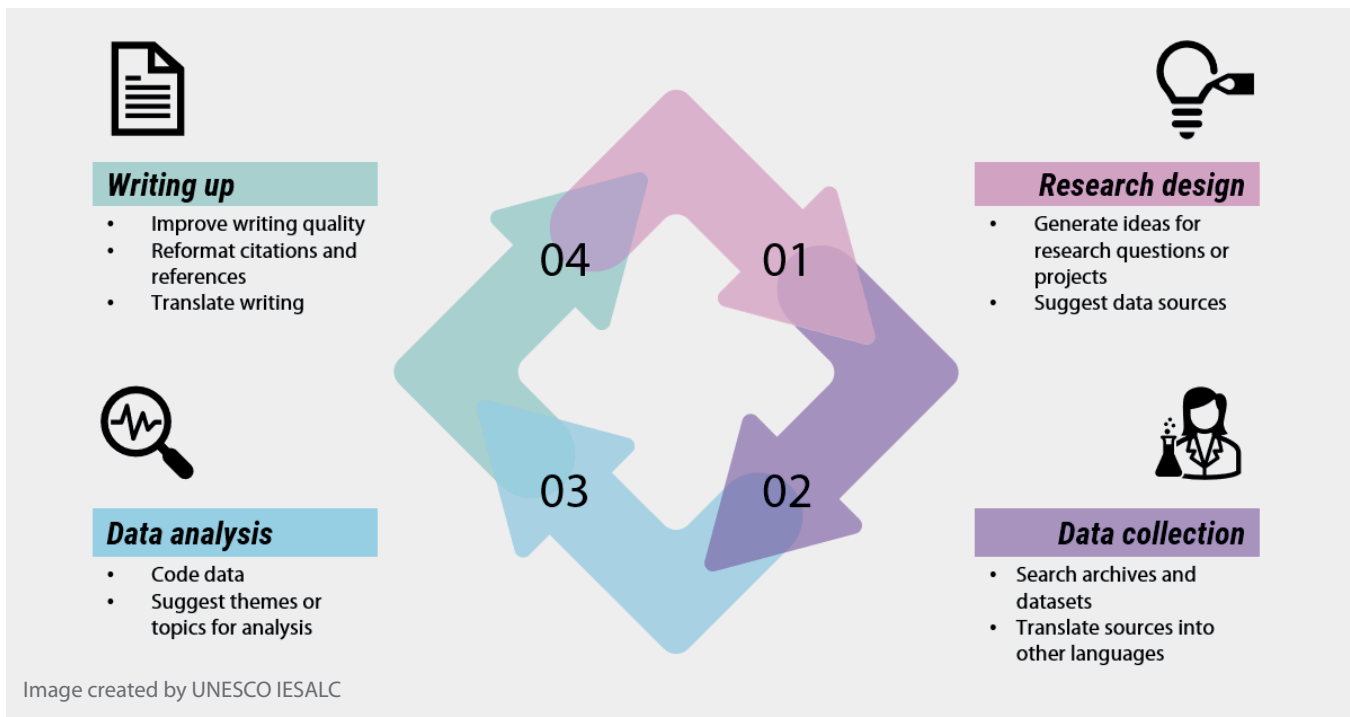 Writing up
• Improve writing quality
• Reformat citations and
references
• Translate writing
Research design
• Generate ideas for
research questions or
projects
• Suggest data sources
04
01
03
02
Data analysis
• Code data
• Suggest themes or
topics for analysis
Data collection
• Search archives and
datasets
• Translate sources into
other languages
Image created by UNESCO IESALC